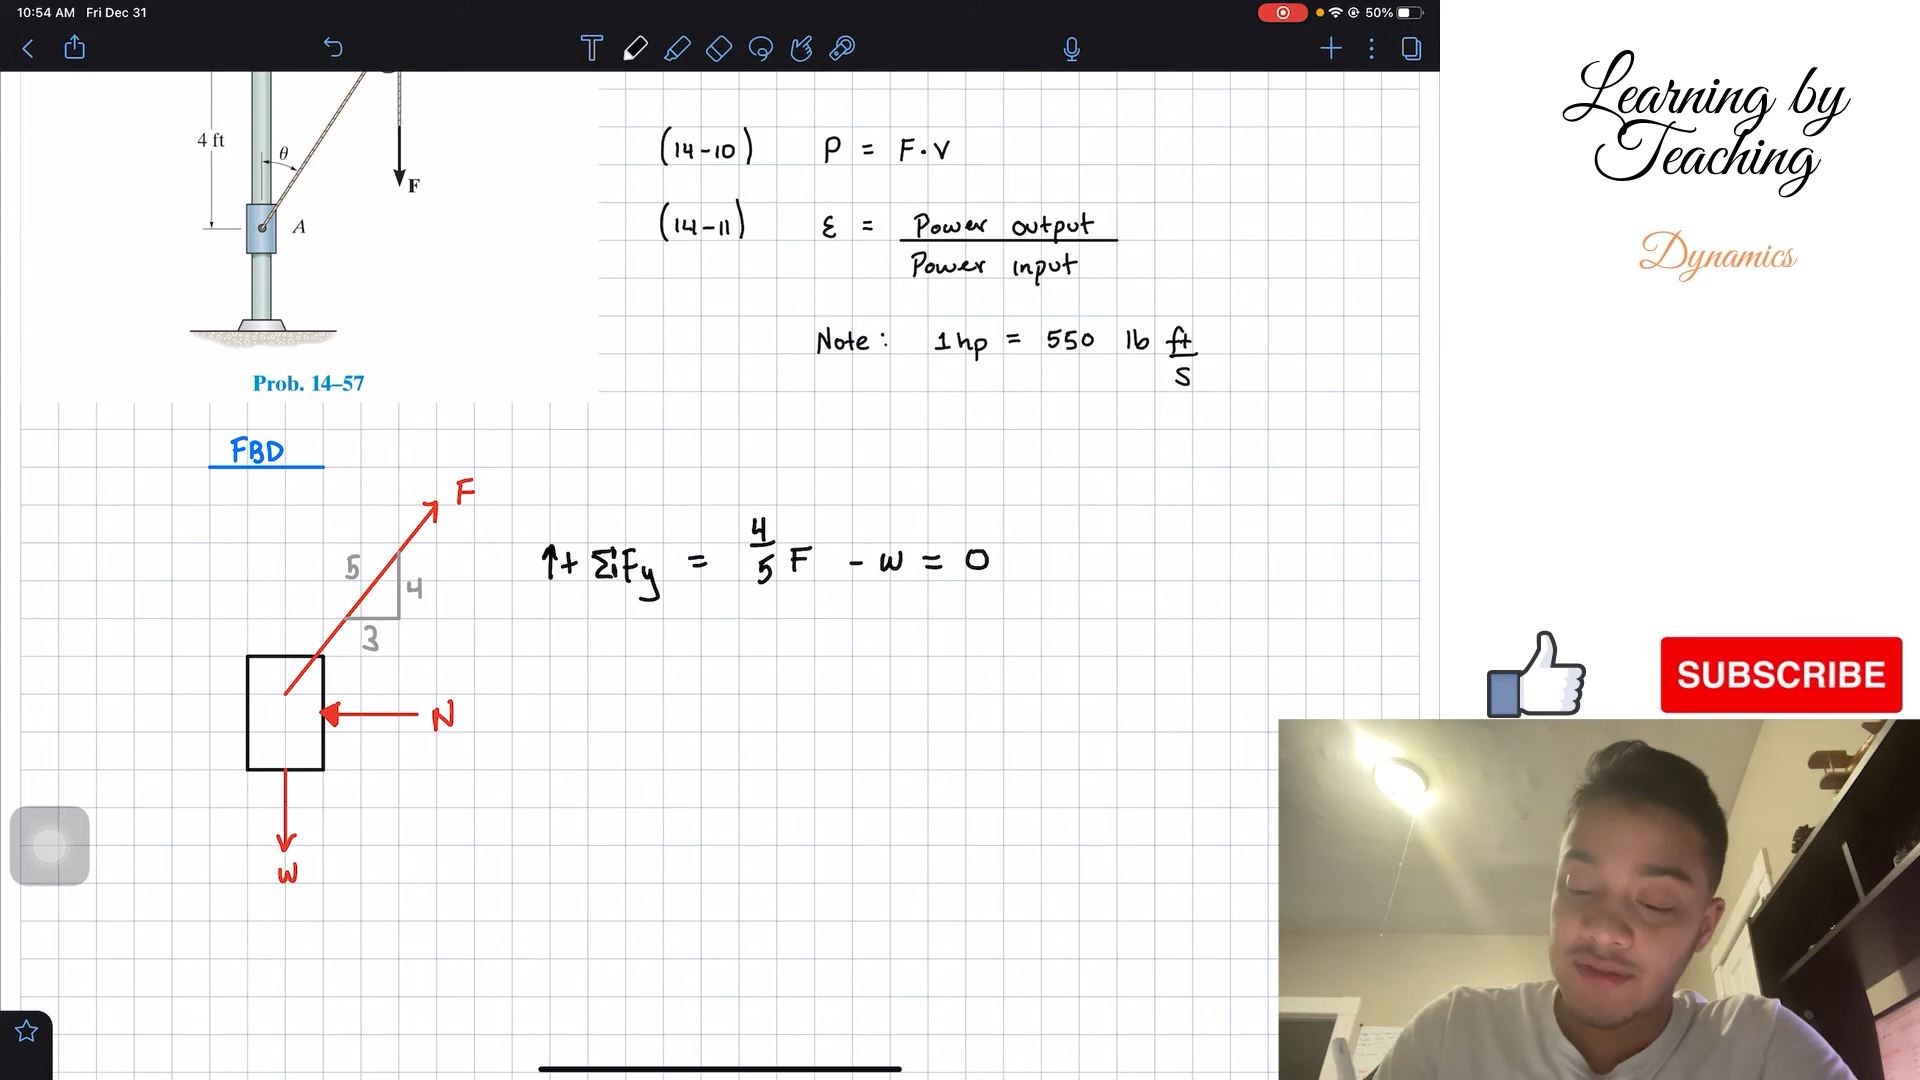 10:54 AM Fri Dec 31
50%
Learning by
Teaching
Dynamics
4 ft
θ
F
A
Prob. 14–57
(14-10) P = F·V
(14-11) ε = Power output
Power input
Note: 1 hp = 550 lb ft
s
FBD
F
5
4
3
N
W
↑+ ΣFy = 4/5 F - W = 0
SUBSCRIBE